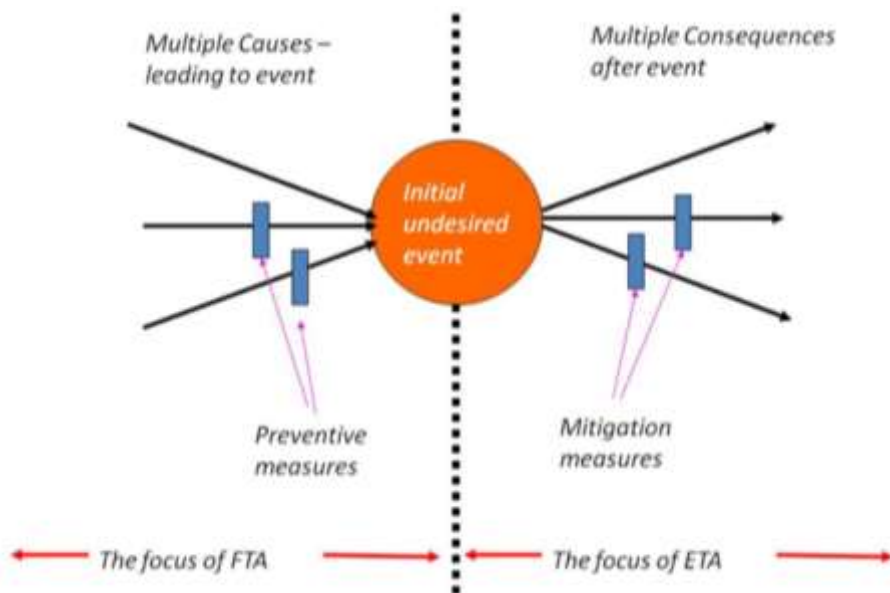 Multiple Causes –
leading to event
Multiple Consequences
after event
Initial
undesired
event
Preventive
measures
Mitigation
measures
The focus of FTA
The focus of ETA